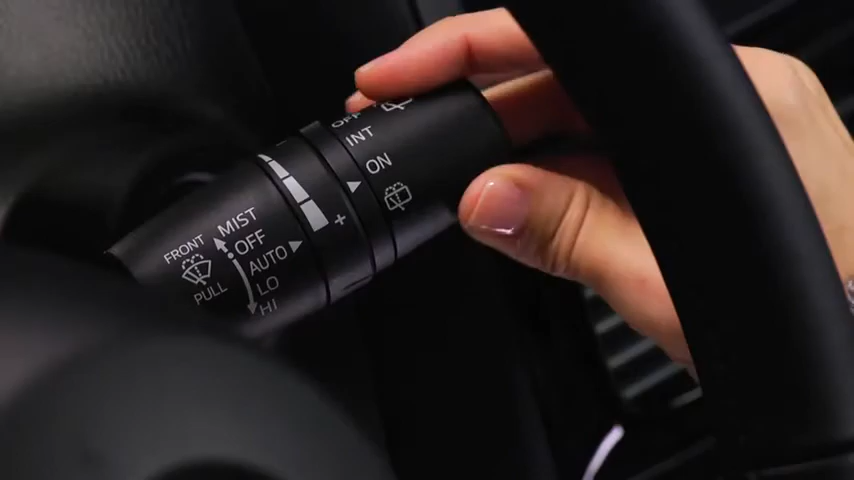 FRONT
PULL
MIST
OFF
AUTO
LO
HI
+
OFF
INT
ON